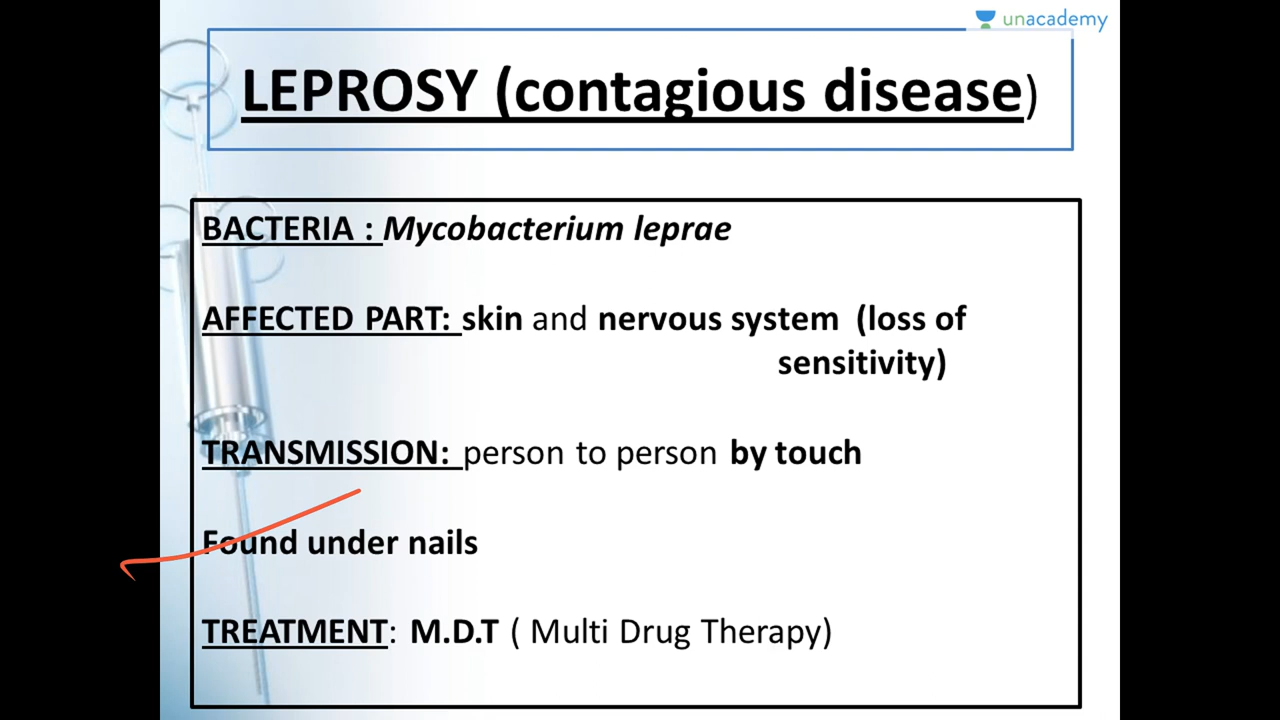 unacademy
LEPROSY (contagious disease)
BACTERIA : Mycobacterium leprae
AFFECTED PART: skin and nervous system (loss of
sensitivity)
TRANSMISSION: person to person by touch
Found under nails
TREATMENT: M.D.T ( Multi Drug Therapy)